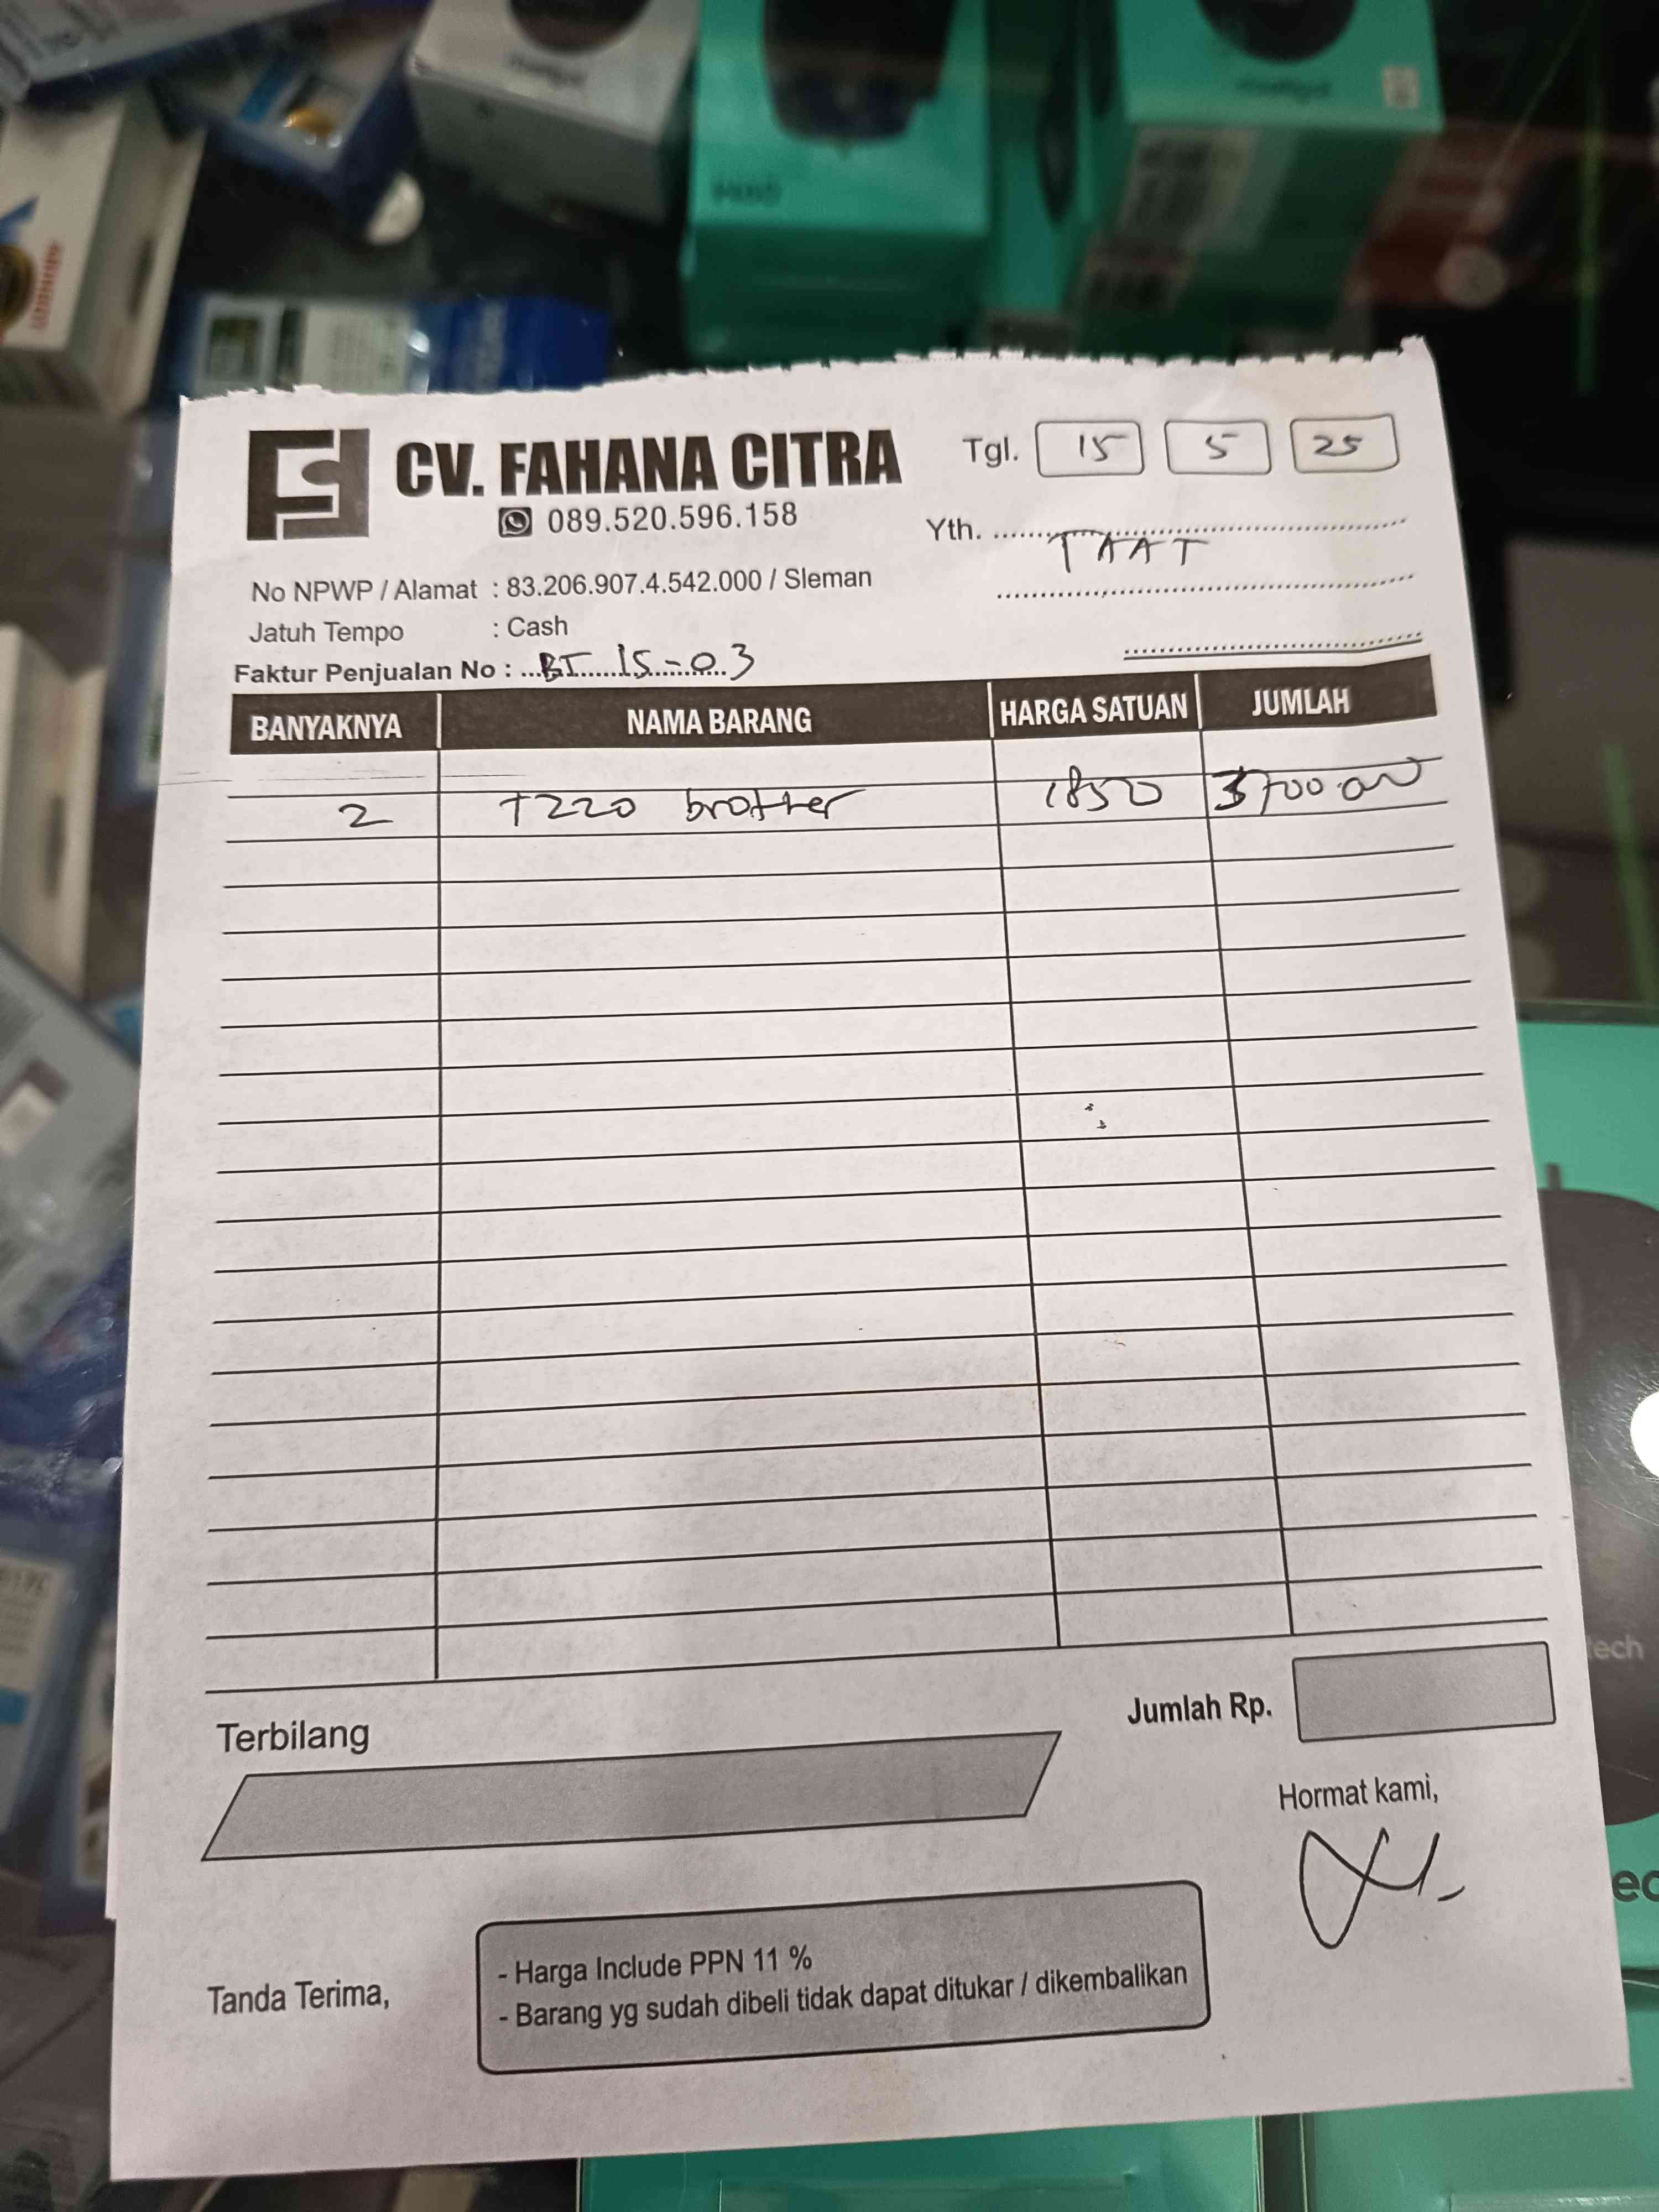 CV. FAHANA CITRA
089.520.596.158
Tgl. 15 5 25
Yth. TAAT
No NPWP / Alamat : 83.206.907.4.542.000 / Sleman
Jatuh Tempo : Cash
Faktur Penjualan No : BI 15-03
BANYAKNYA NAMA BARANG HARGA SATUAN JUMLAH
2 T220 brother 1850 3700.000
Terbilang
Jumlah Rp.
Hormat kami,
Tanda Terima,
- Harga Include PPN 11 %
- Barang yg sudah dibeli tidak dapat ditukar / dikembalikan